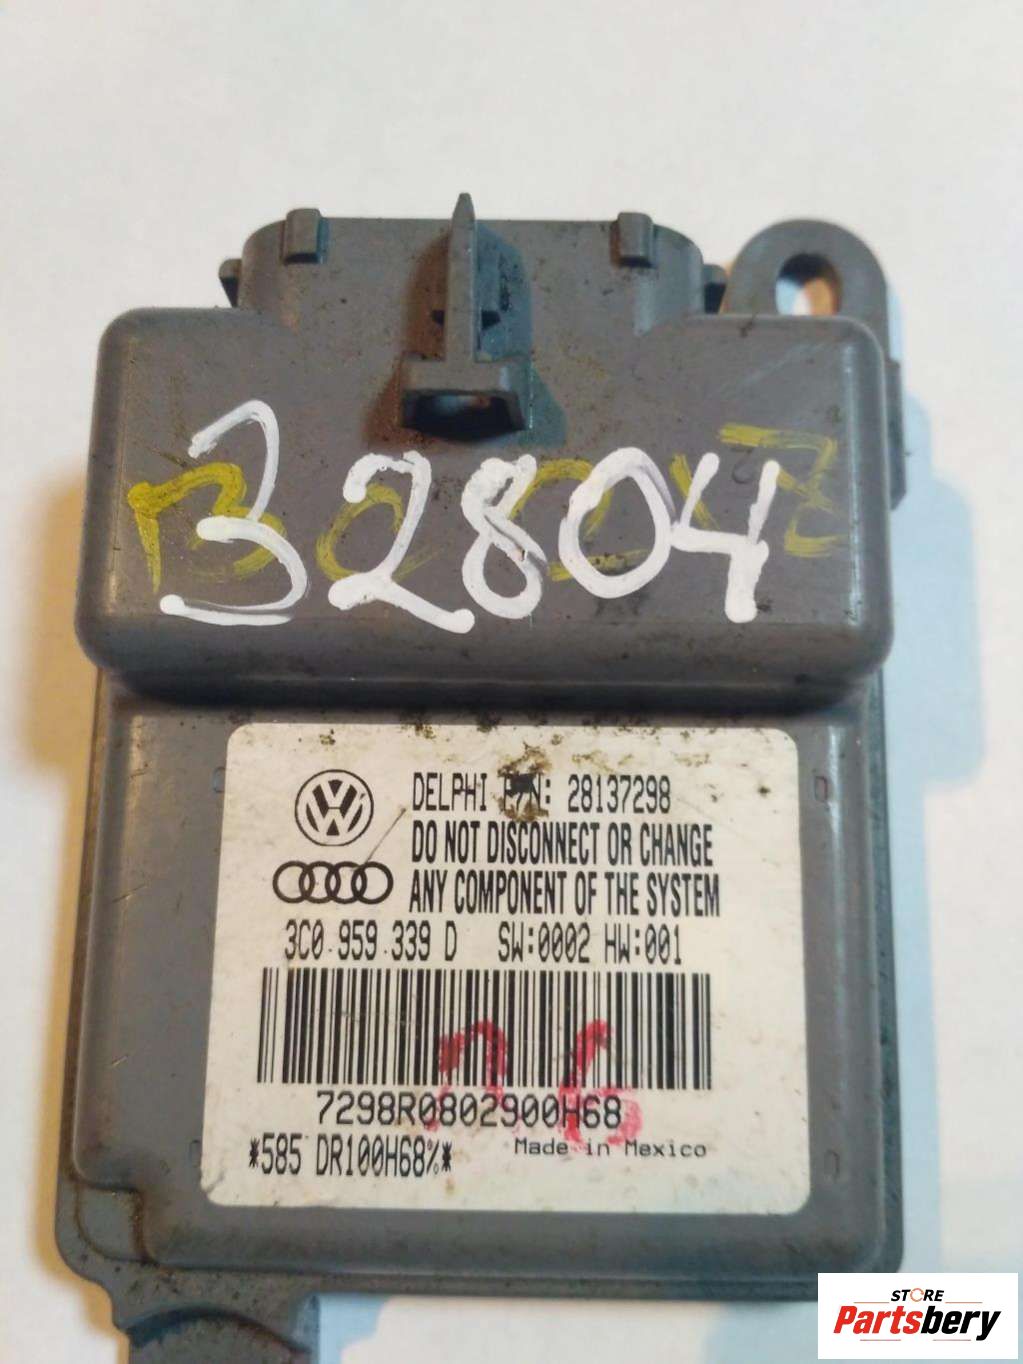 32804
DELPHI P/N: 28137298
DO NOT DISCONNECT OR CHANGE
ANY COMPONENT OF THE SYSTEM
3C0 959 339 D SW:0002 HW:001
7298R0802900H68
26
*585 DR100H68%*
Made in Mexico
STORE
Partsbery